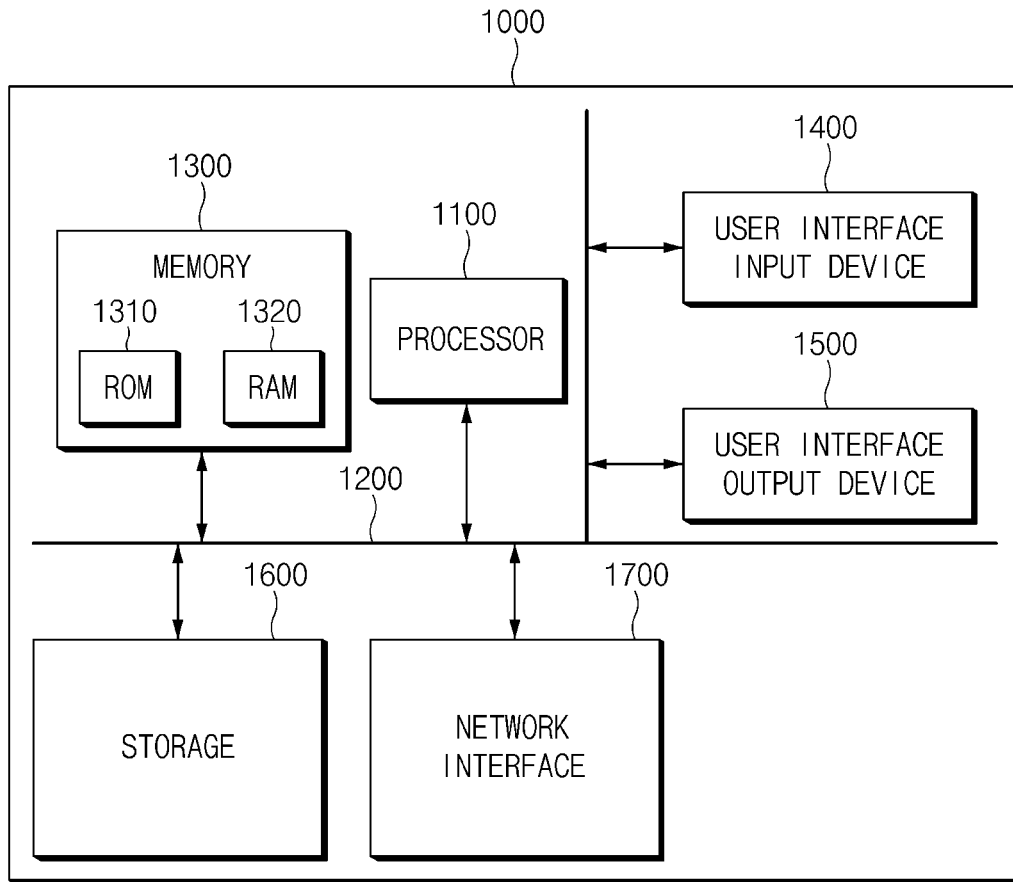 1000
1300
1100
1400
MEMORY
USER INTERFACE
INPUT DEVICE
1310
1320
PROCESSOR
ROM
RAM
1500
USER INTERFACE
OUTPUT DEVICE
1200
1600
1700
STORAGE
NETWORK
INTERFACE